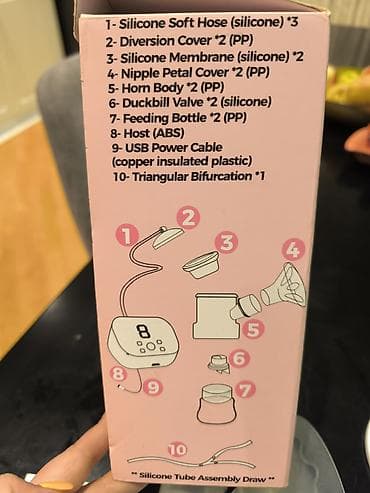 1- Silicone Soft Hose (silicone) *3
2- Diversion Cover *2 (PP)
3- Silicone Membrane (silicone) *2
4- Nipple Petal Cover *2 (PP)
5- Horn Body *2 (PP)
6- Duckbill Valve *2 (silicone)
7- Feeding Bottle *2 (PP)
8- Host (ABS)
9- USB Power Cable
(copper insulated plastic)
10- Triangular Bifurcation *1
1
2
3
4
8
5
6
8
9
7
10
** Silicone Tube Assembly Draw **